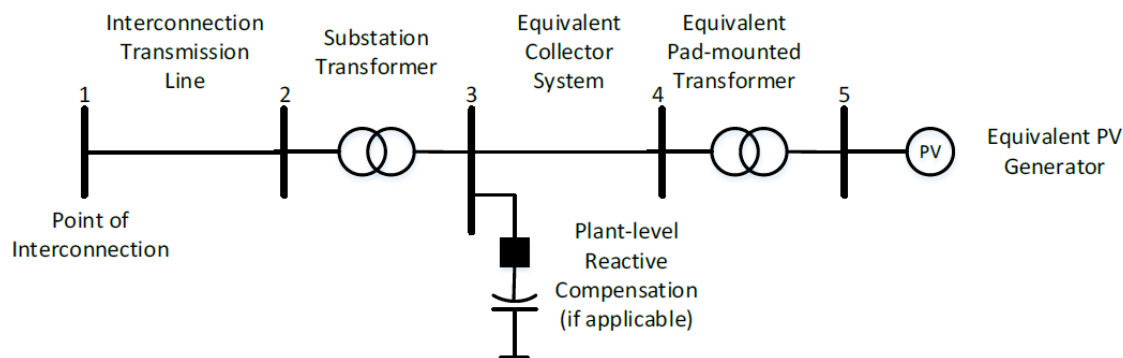 Interconnection
Transmission
Line
Substation
Transformer
Equivalent
Collector
System
Equivalent
Pad-mounted
Transformer
1
2
3
4
5
PV
Equivalent PV
Generator
Point of
Interconnection
Plant-level
Reactive
Compensation
(if applicable)